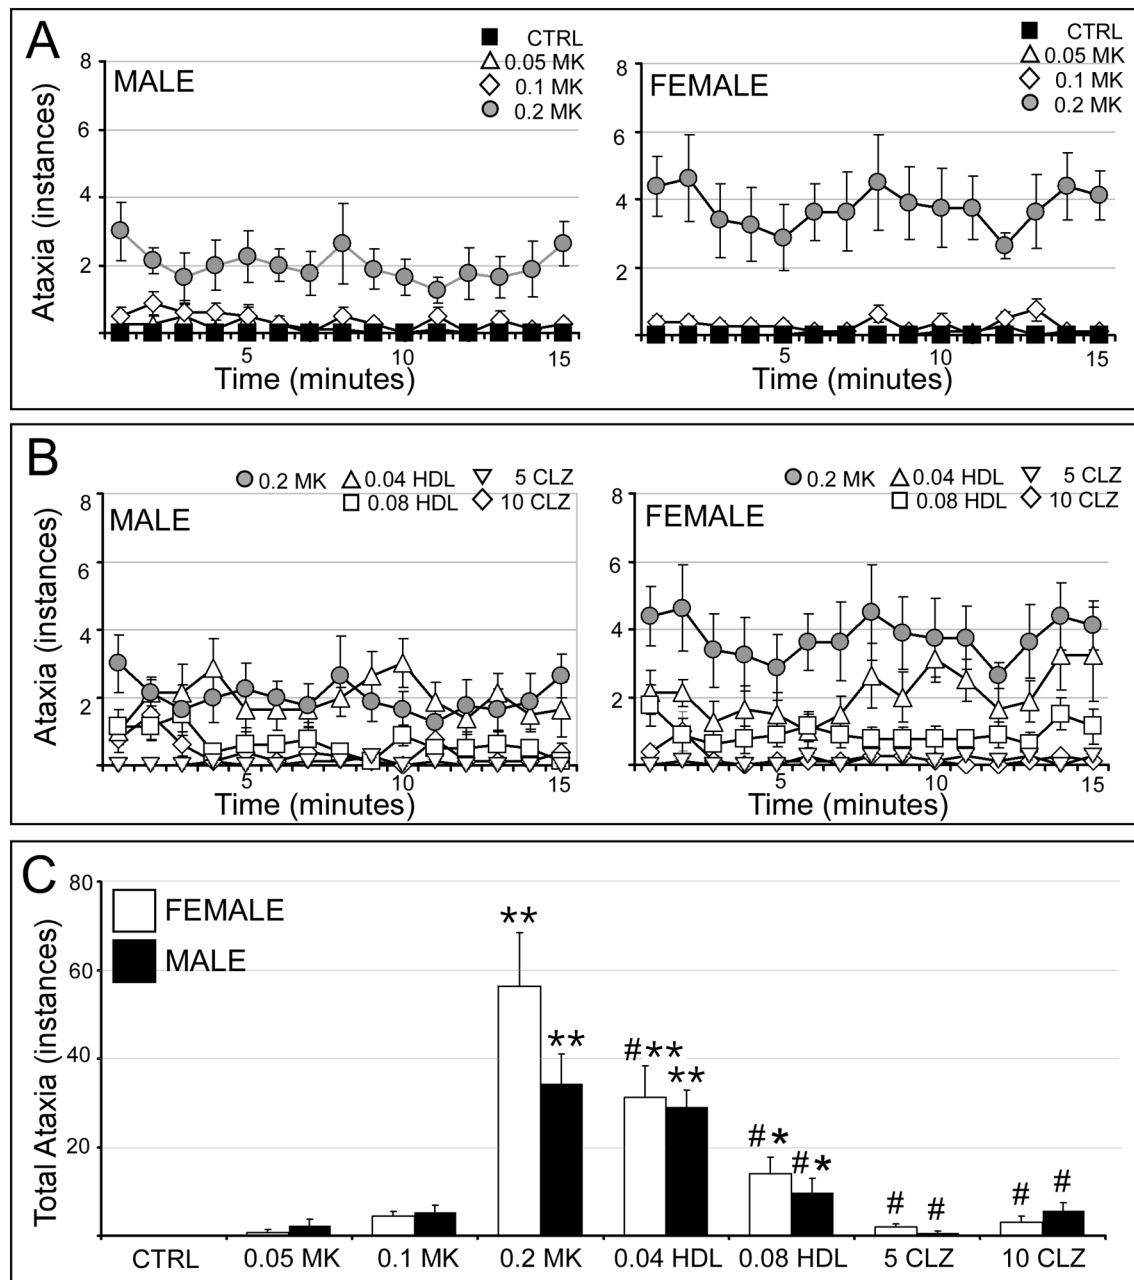 A
MALE
CTRL
0.05 MK
0.1 MK
0.2 MK
8
6
4
2
Ataxia (instances)
5
10
15
Time (minutes)
FEMALE
CTRL
0.05 MK
0.1 MK
0.2 MK
8
6
4
2
5
10
15
Time (minutes)
B
0.2 MK
0.04 HDL
5 CLZ
0.08 HDL
10 CLZ
MALE
8
6
4
2
Ataxia (instances)
5
10
15
Time (minutes)
0.2 MK
0.04 HDL
5 CLZ
0.08 HDL
10 CLZ
FEMALE
8
6
4
2
5
10
15
Time (minutes)
C
FEMALE
MALE
80
60
40
20
Total Ataxia (instances)
**
**
#**
**
#*
#*
#
#
#
#
CTRL
0.05 MK
0.1 MK
0.2 MK
0.04 HDL
0.08 HDL
5 CLZ
10 CLZ